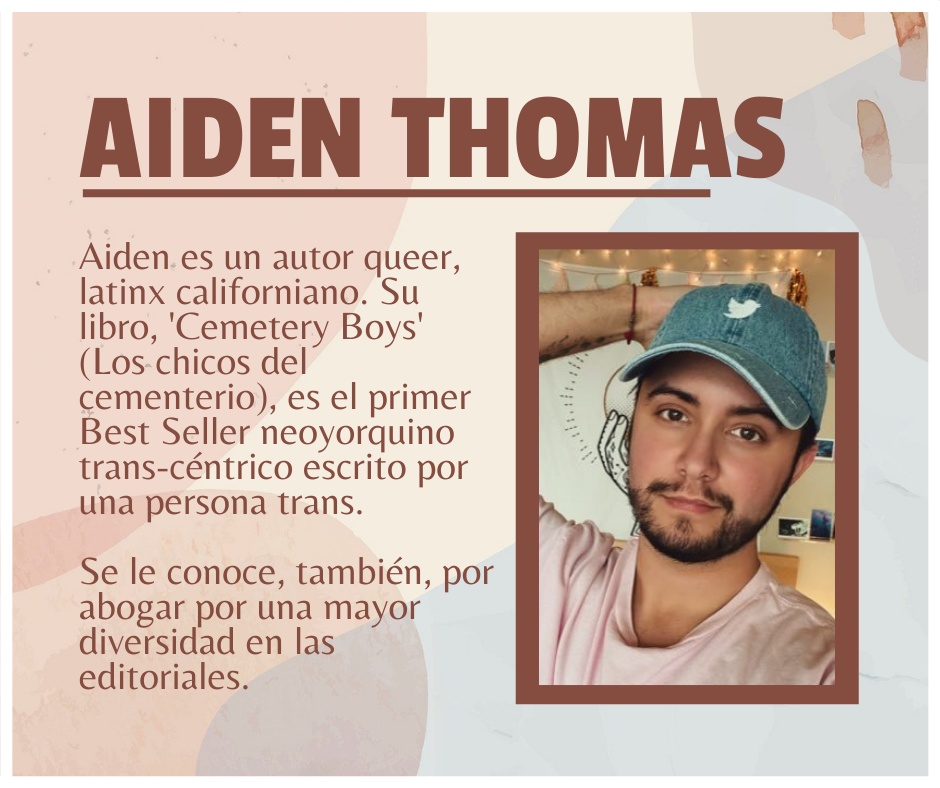 AIDEN THOMAS
Aiden es un autor queer,
latinx californiano. Su
libro, 'Cemetery Boys'
(Los chicos del
cementerio), es el primer
Best Seller neoyorquino
trans-céntrico escrito por
una persona trans.
Se le conoce, también, por
abogar por una mayor
diversidad en las
editoriales.